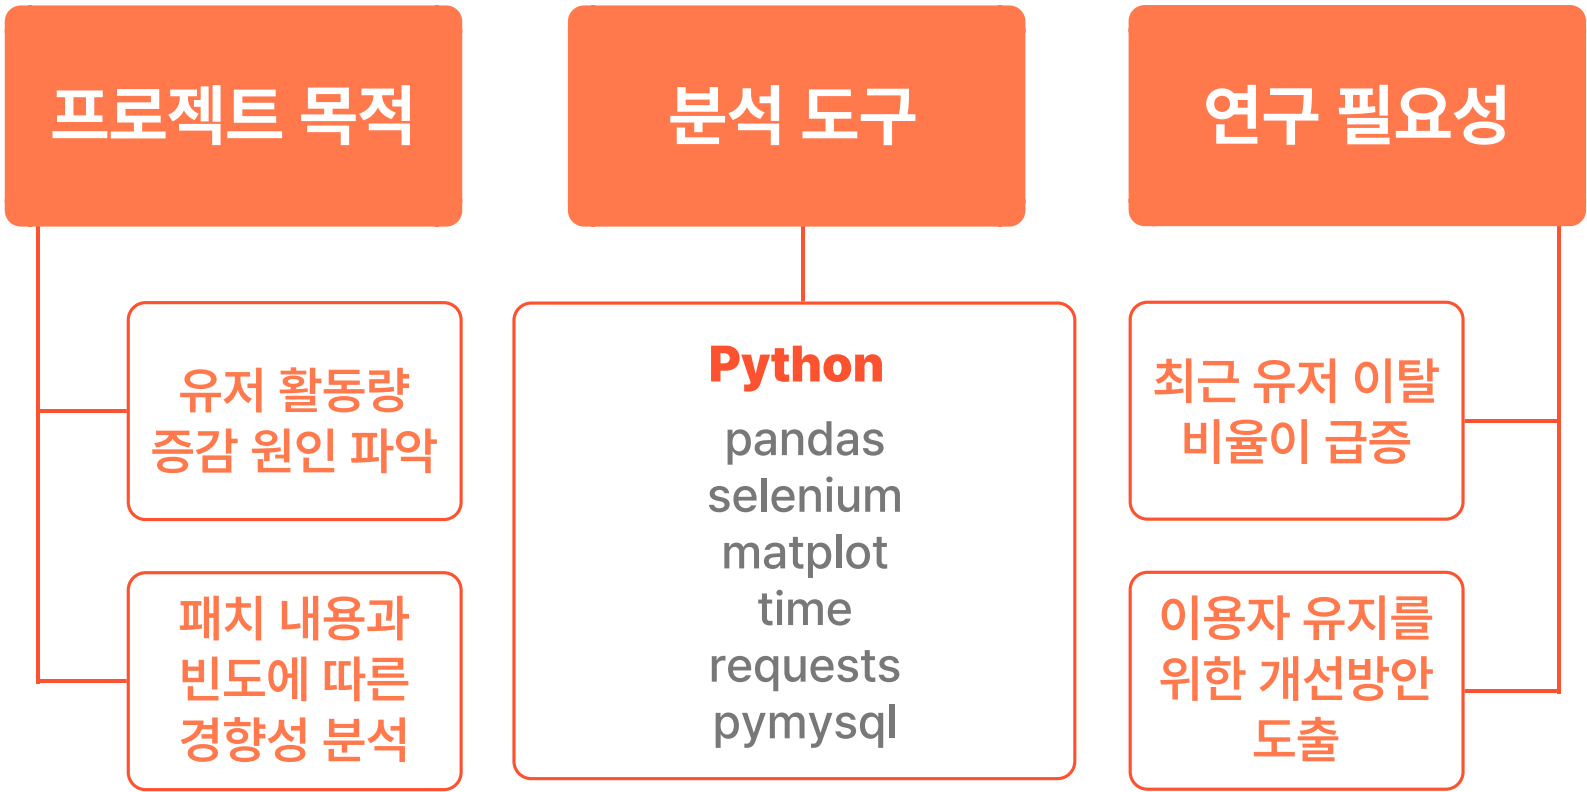 프로젝트 목적
유저 활동량
증감 원인 파악
패치 내용과
빈도에 따른
경향성 분석
분석 도구
Python
pandas
selenium
matplot
time
requests
pymysql
연구 필요성
최근 유저 이탈
비율이 급증
이용자 유지를
위한 개선방안
도출